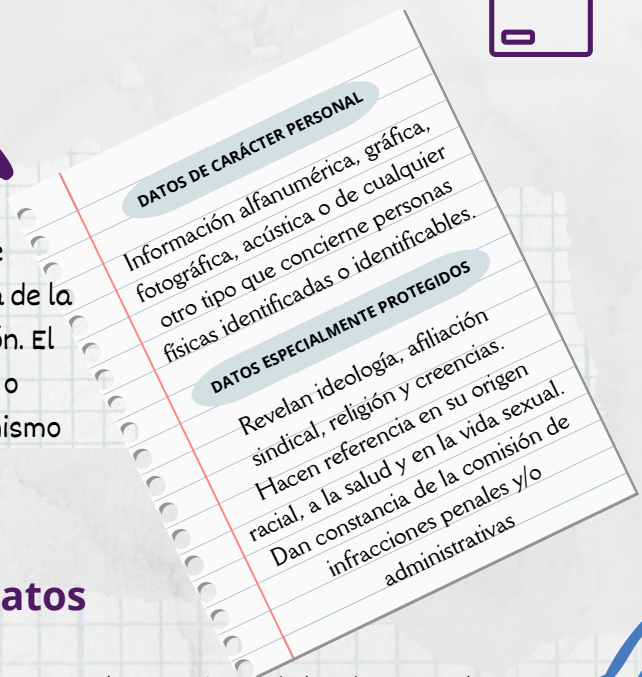 DATOS DE CARÁCTER PERSONAL
Información alfanumérica, gráfica,
fotográfica, acústica o de cualquier
otro tipo que concierne personas
físicas identificadas o identificables.
DATOS ESPECIALMENTE PROTEGIDOS
Revelan ideología, afiliación
sindical, religión y creencias.
Hacen referencia en su origen
racial, a la salud y en la vida sexual.
Dan constancia de la comisión de
infracciones penales y/o
administrativas
de la
El
o
atos